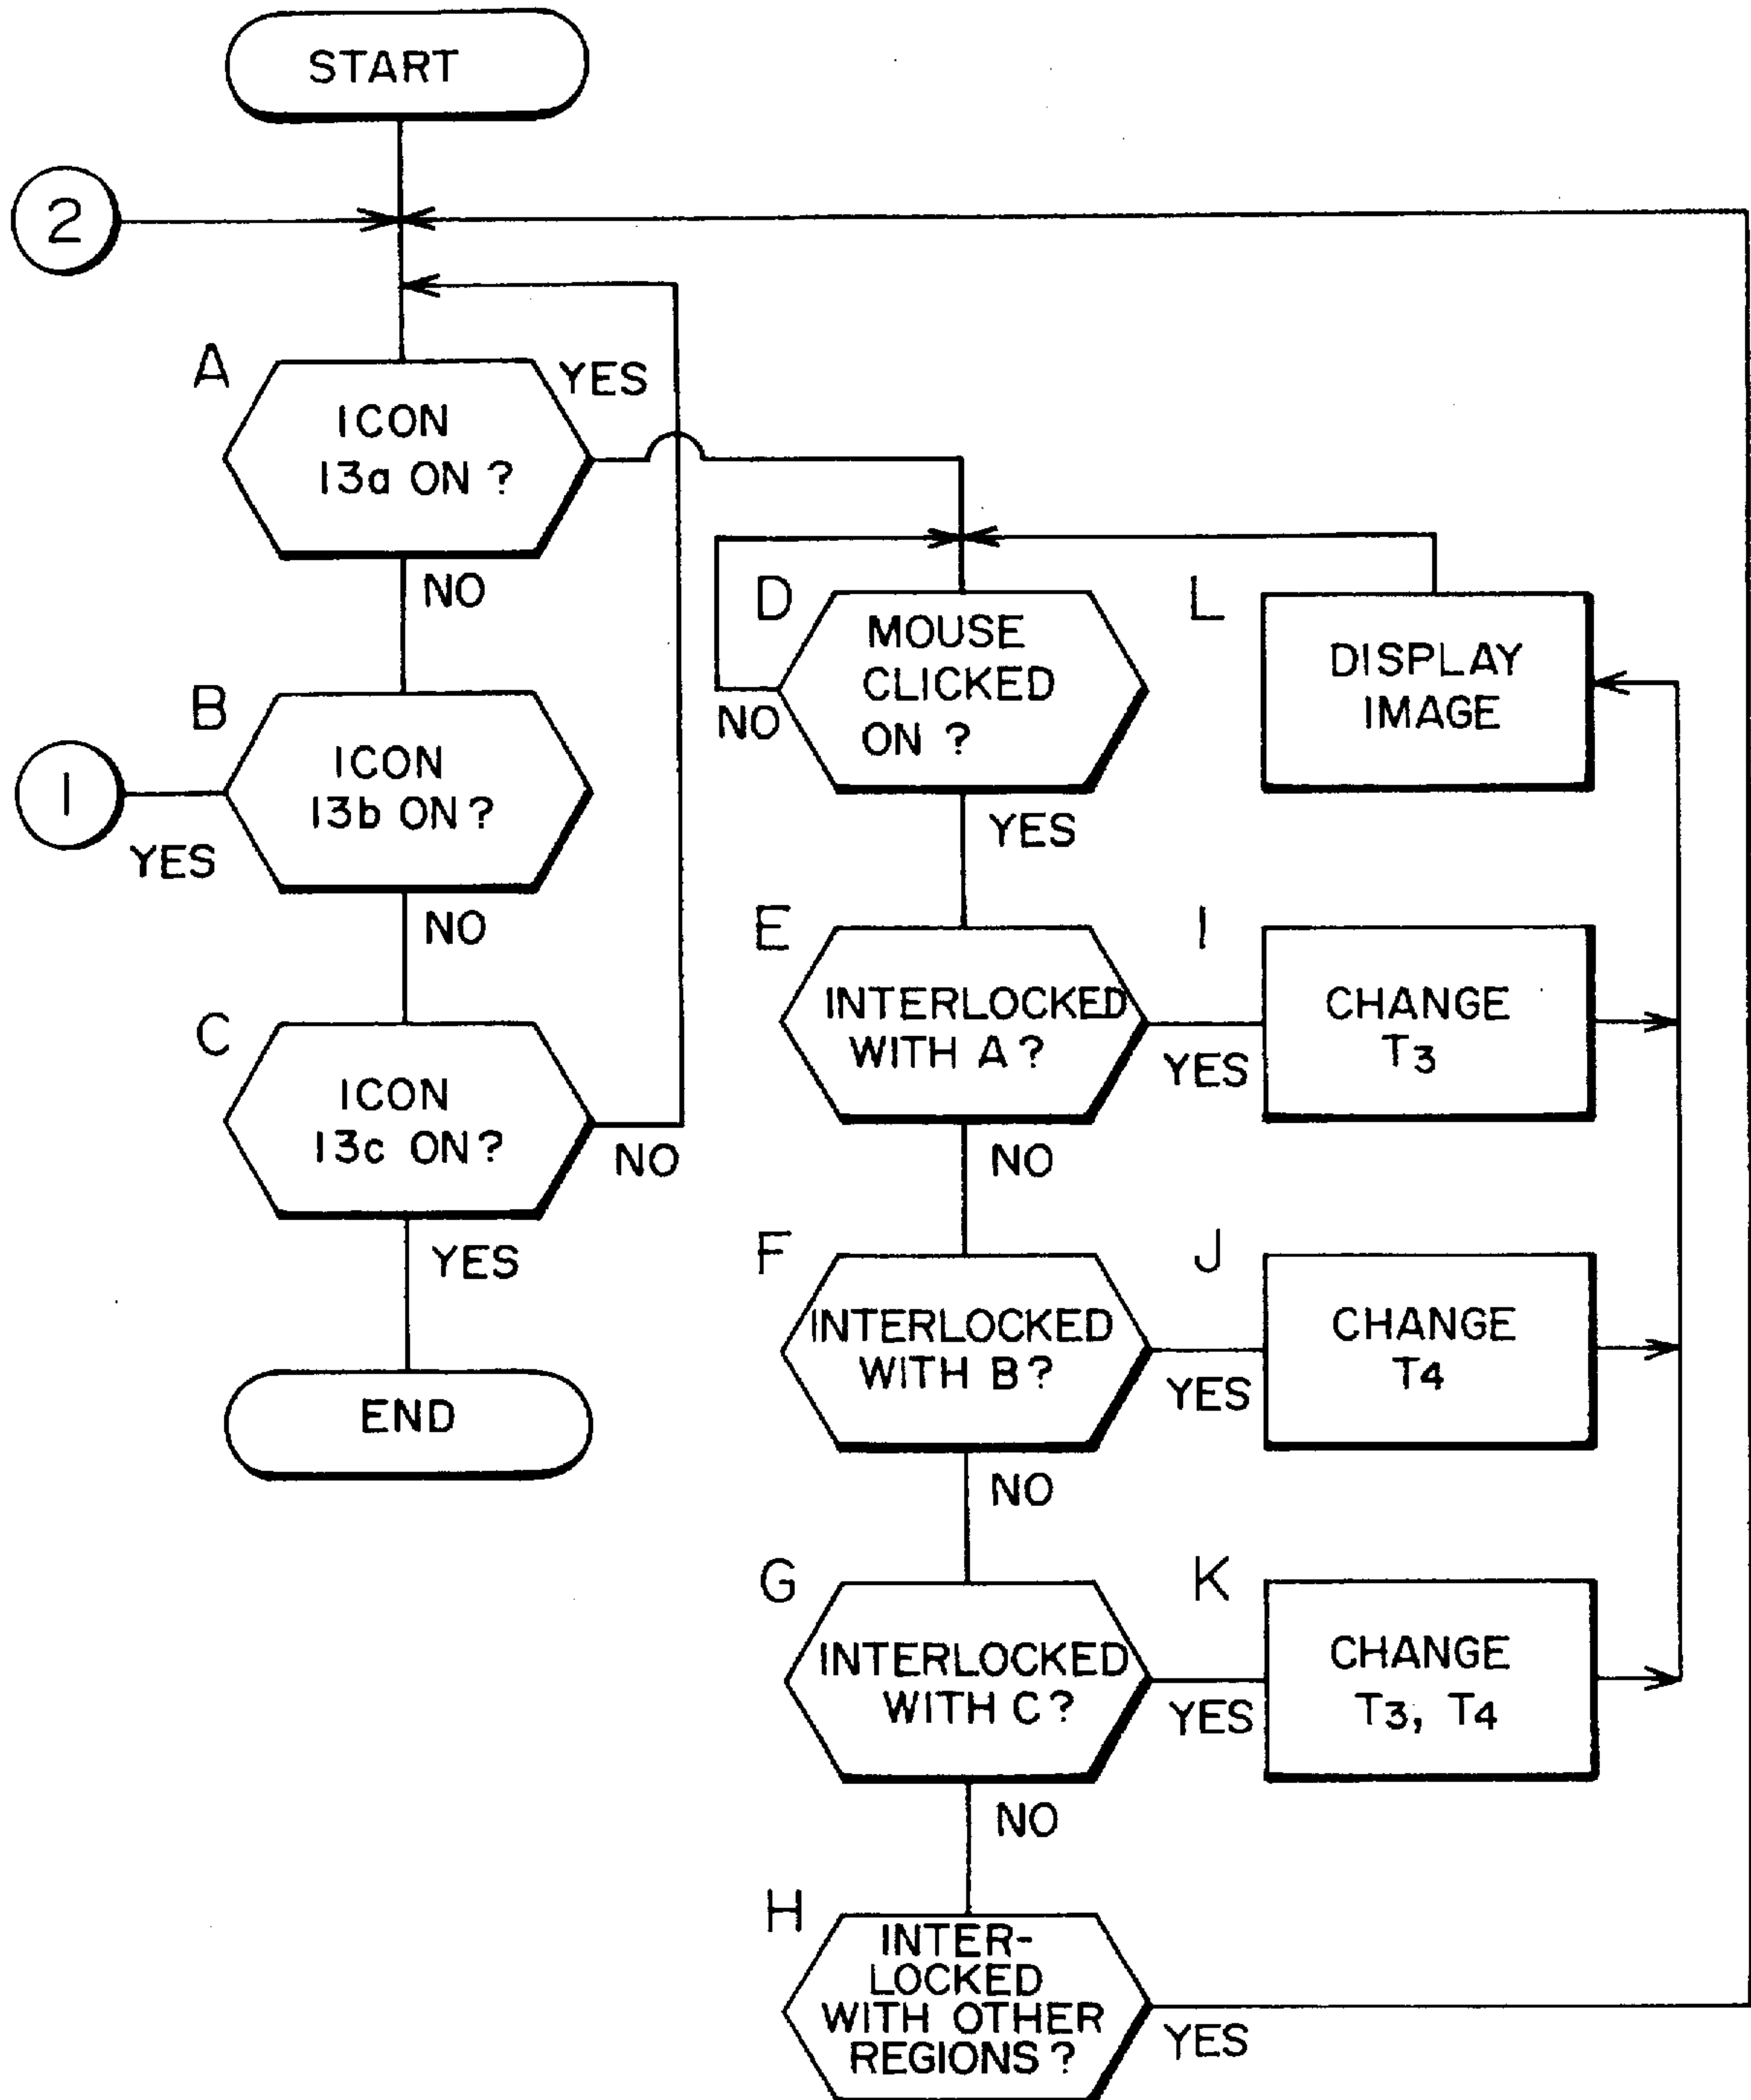 START
2
A
ICON
13a ON ?
YES
NO
B
ICON
13b ON ?
1
YES
NO
C
ICON
13c ON ?
NO
YES
END
D
MOUSE
CLICKED
ON ?
NO
YES
L
DISPLAY
IMAGE
E
INTERLOCKED
WITH A ?
YES
NO
I
CHANGE
T3
F
INTERLOCKED
WITH B ?
YES
NO
J
CHANGE
T4
G
INTERLOCKED
WITH C ?
YES
NO
K
CHANGE
T3, T4
H
INTER-
LOCKED
WITH OTHER
REGIONS ?
YES